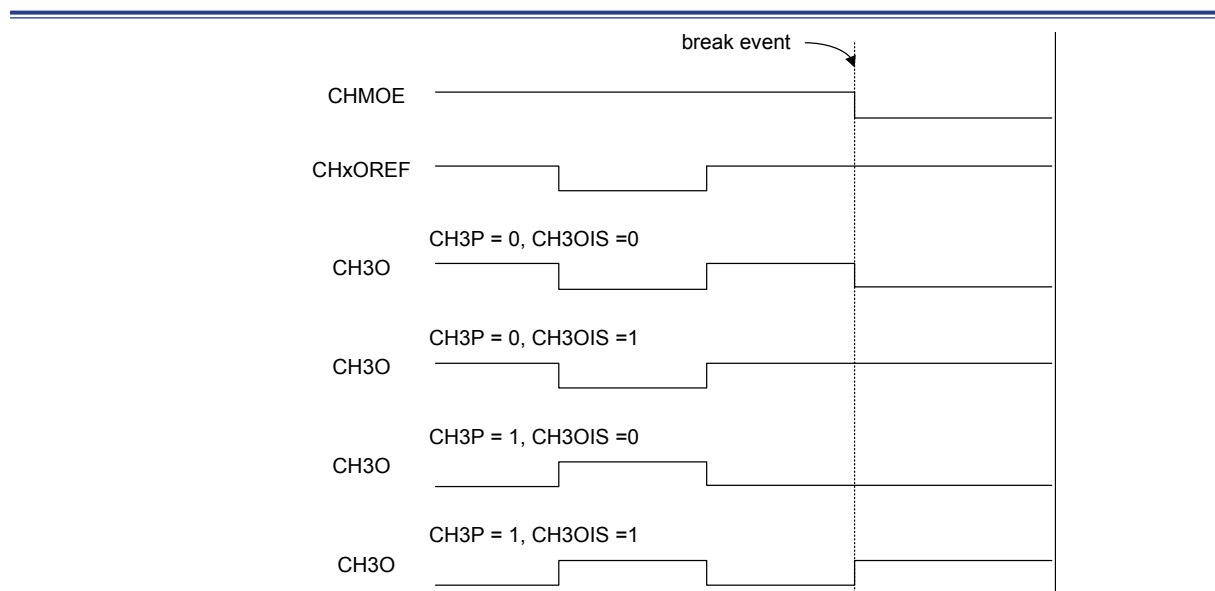 break event
CHMOE
CHxOREF
CH3P = 0, CH3OIS =0
CH3O
CH3P = 0, CH3OIS =1
CH3O
CH3P = 1, CH3OIS =0
CH3O
CH3P = 1, CH3OIS =1
CH3O